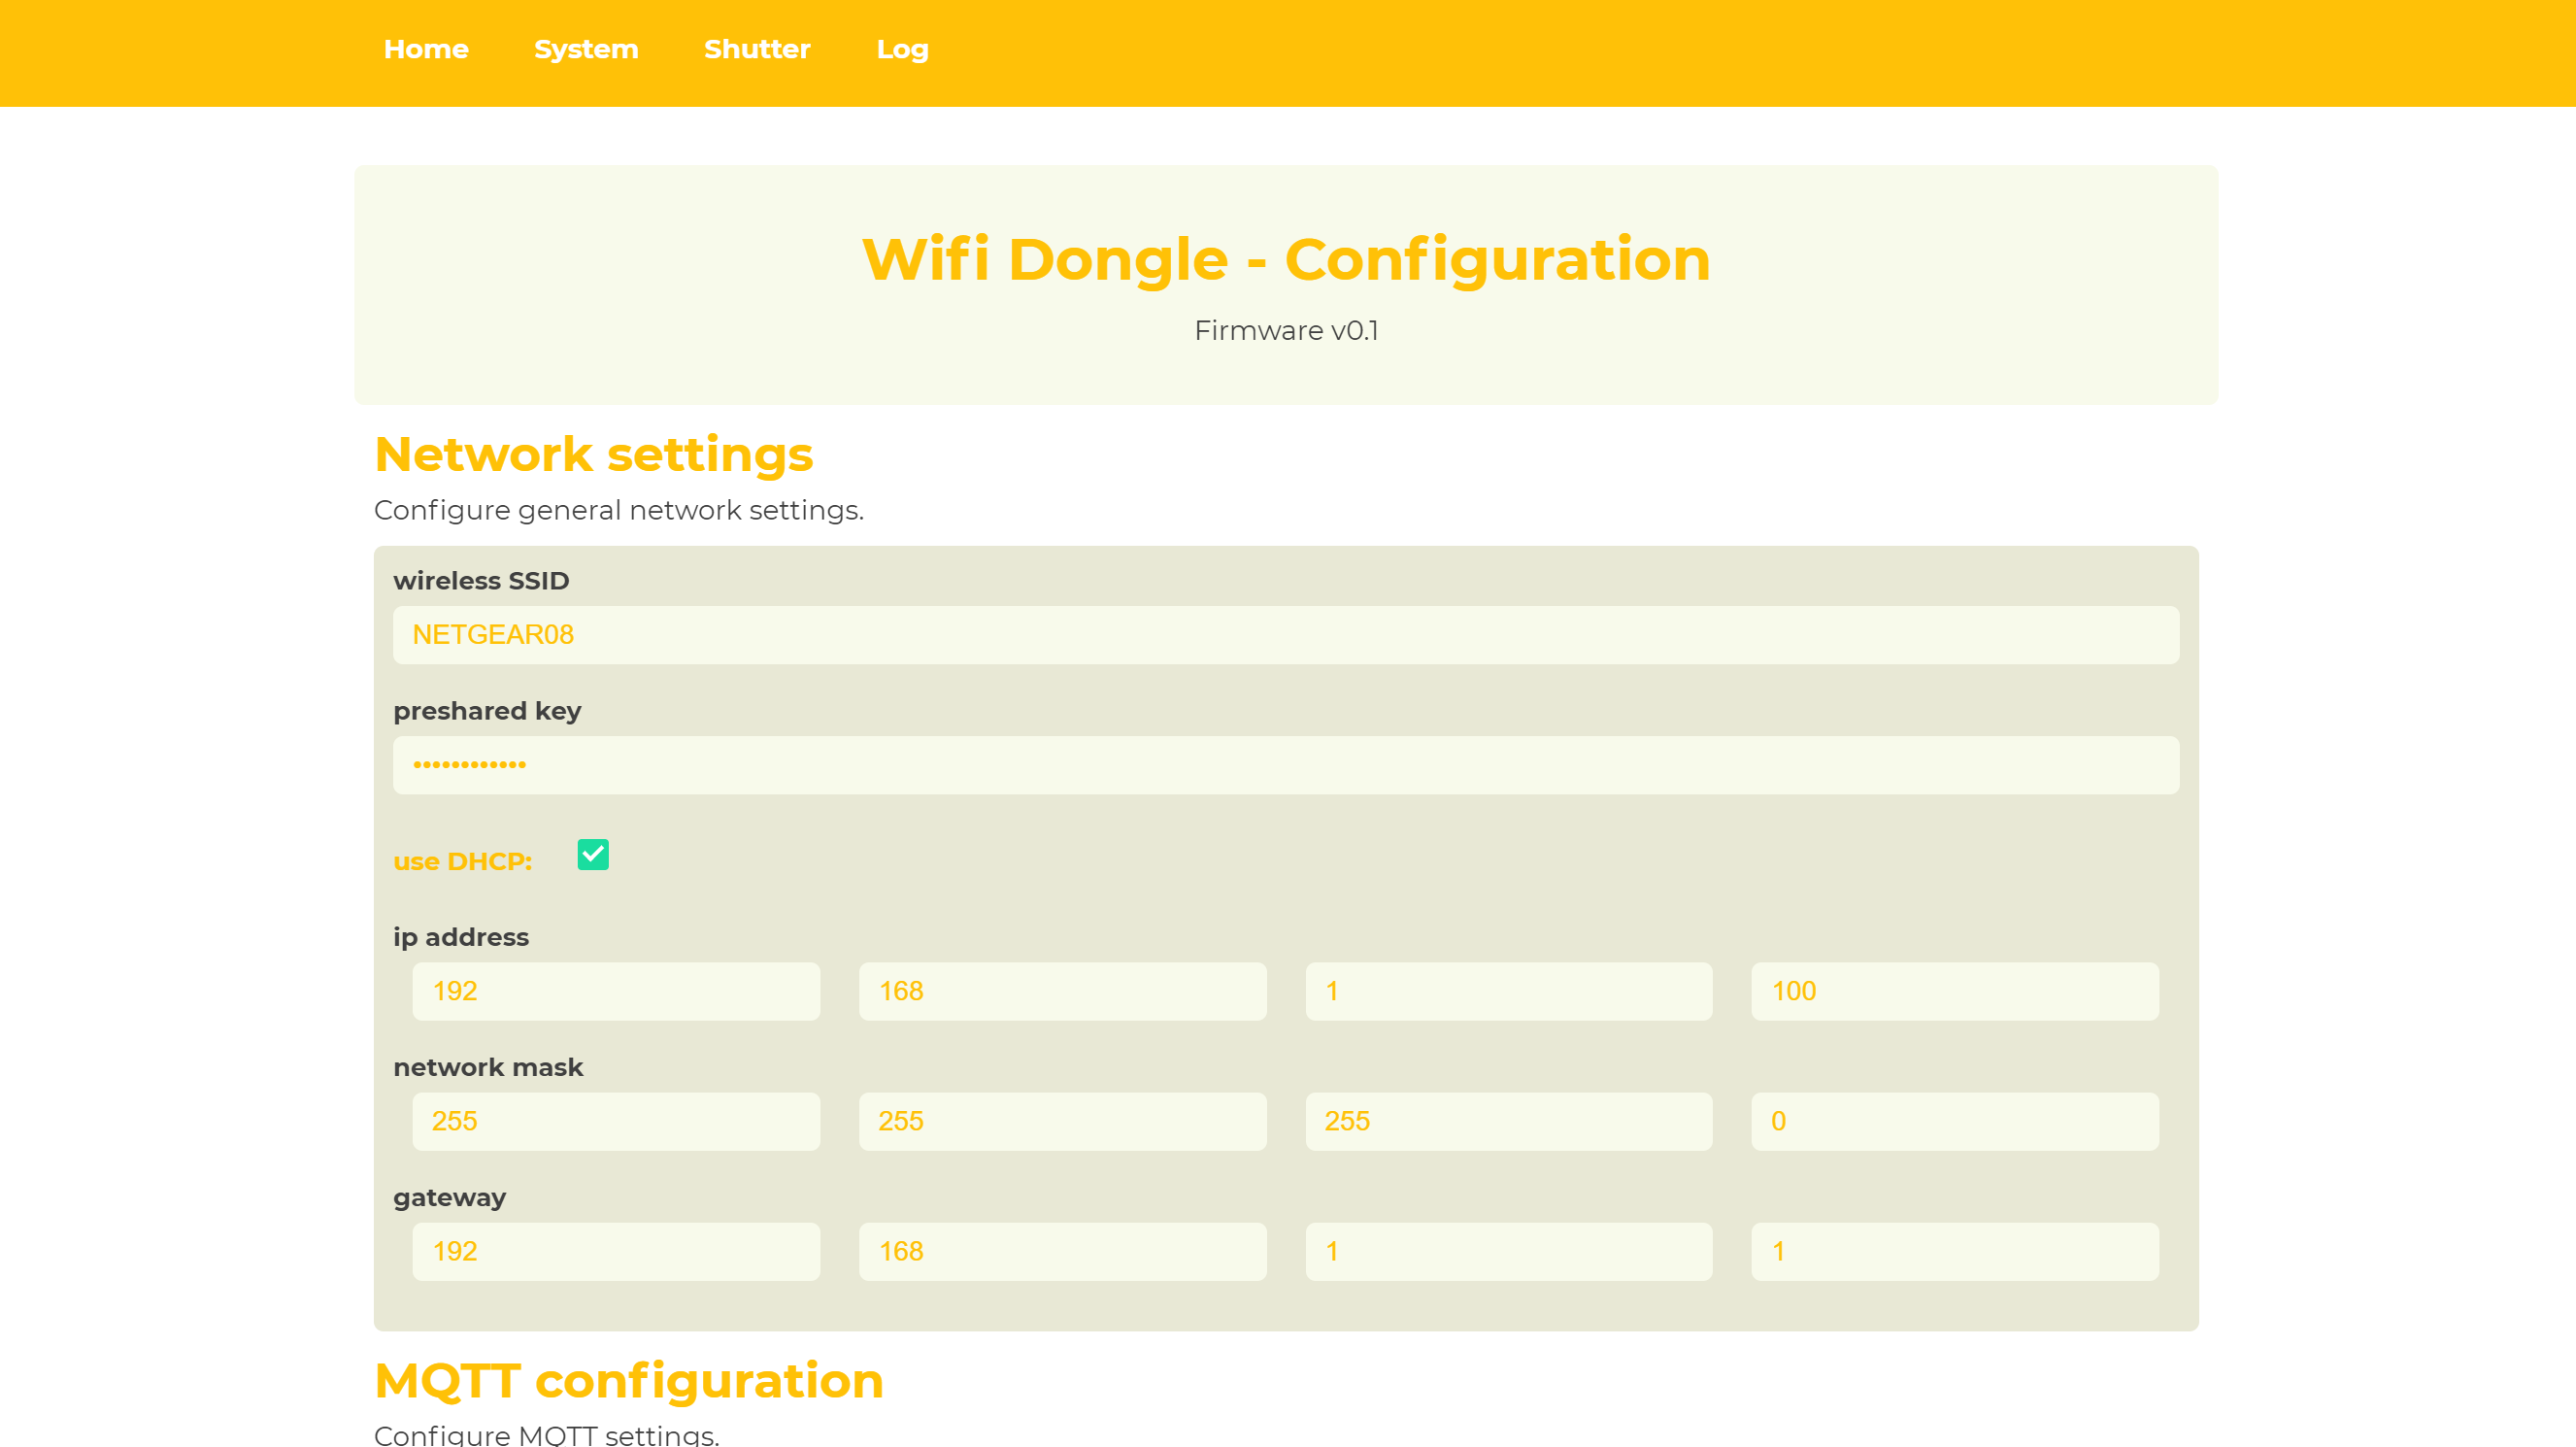 Home System Shutter Log
Wifi Dongle - Configuration
Firmware v0.1
Network settings
Configure general network settings.
wireless SSID
NETGEAR08
preshared key
••••••••••••
use DHCP:
ip address
192 168 1 100
network mask
255 255 255 0
gateway
192 168 1 1
MQTT configuration
Configure MQTT settings.